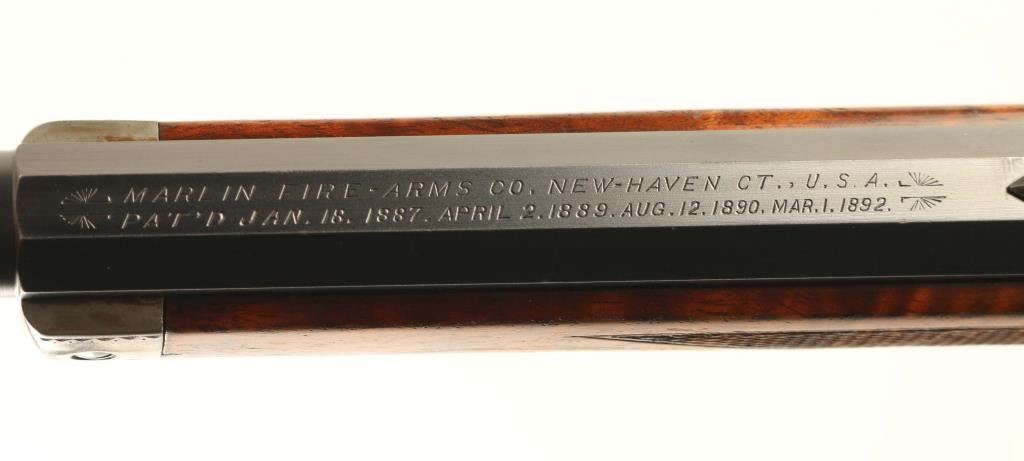 MARLIN FIRE-ARMS CO. NEW-HAVEN CT., U.S.A.
PAT'D JAN. 18. 1887. APRIL 2. 1889. AUG. 12. 1890. MAR. 1. 1892.